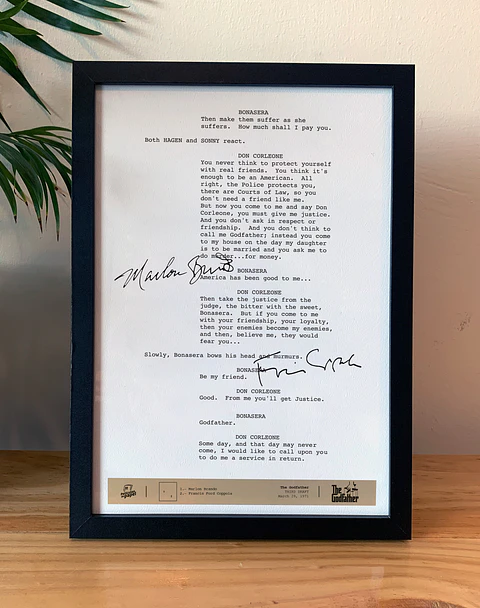 BONASERA
Then make them suffer as she
suffers. How much shall I pay you.
Both HAGEN and SONNY react.
DON CORLEONE
You never think to protect yourself
with real friends. You think it's
enough to be an American. All
right, the Police protects you,
there are Courts of Law, so you
don't need a friend like me.
But now you come to me and say Don
Corleone, you must give me justice.
And you don't ask in respect or
friendship. And you don't think to
call me Godfather; instead you come
to my house on the day my daughter
is to be married and you ask me to
do murder...for money.
Marlon Brando
BONASERA
America has been good to me...
DON CORLEONE
Then take the justice from the
judge, the bitter with the sweet,
Bonasera. But if you come to me
with your friendship, your loyalty,
then your enemies become my enemies,
and then, believe me, they would
fear you...
Slowly, Bonasera bows his head and murmurs.
BONASERA
Be my friend.
DON CORLEONE
Good. From me you'll get Justice.
BONASERA
Godfather.
DON CORLEONE
Some day, and that day may never
come, I would like to call upon you
to do me a service in return.
1.- Marlon Brando
2.- Francis Ford Coppola
The Godfather
THIRD DRAFT
March 29, 1971
The Godfather